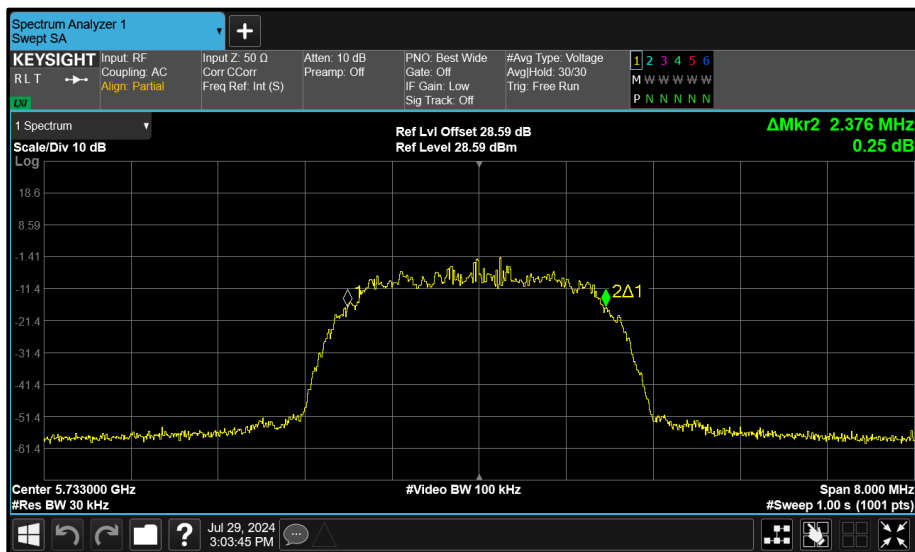 Spectrum Analyzer 1
Swept SA
+
KEYSIGHT
R L T
LXI
Input: RF
Coupling: AC
Align: Partial
Input Z: 50 Ω
Corr CCorr
Freq Ref: Int (S)
Atten: 10 dB
Preamp: Off
PNO: Best Wide
Gate: Off
IF Gain: Low
Sig Track: Off
#Avg Type: Voltage
Avg|Hold: 30/30
Trig: Free Run
1 2 3 4 5 6
M W W W W W
P N N N N N
1 Spectrum
Scale/Div 10 dB
Ref Lvl Offset 28.59 dB
Ref Level 28.59 dBm
ΔMkr2 2.376 MHz
0.25 dB
Log
18.6
8.59
-1.41
-11.4
1
2Δ1
-21.4
-31.4
-41.4
-51.4
-61.4
Center 5.733000 GHz
#Video BW 100 kHz
Span 8.000 MHz
#Res BW 30 kHz
#Sweep 1.00 s (1001 pts)
?
Jul 29, 2024
3:03:45 PM